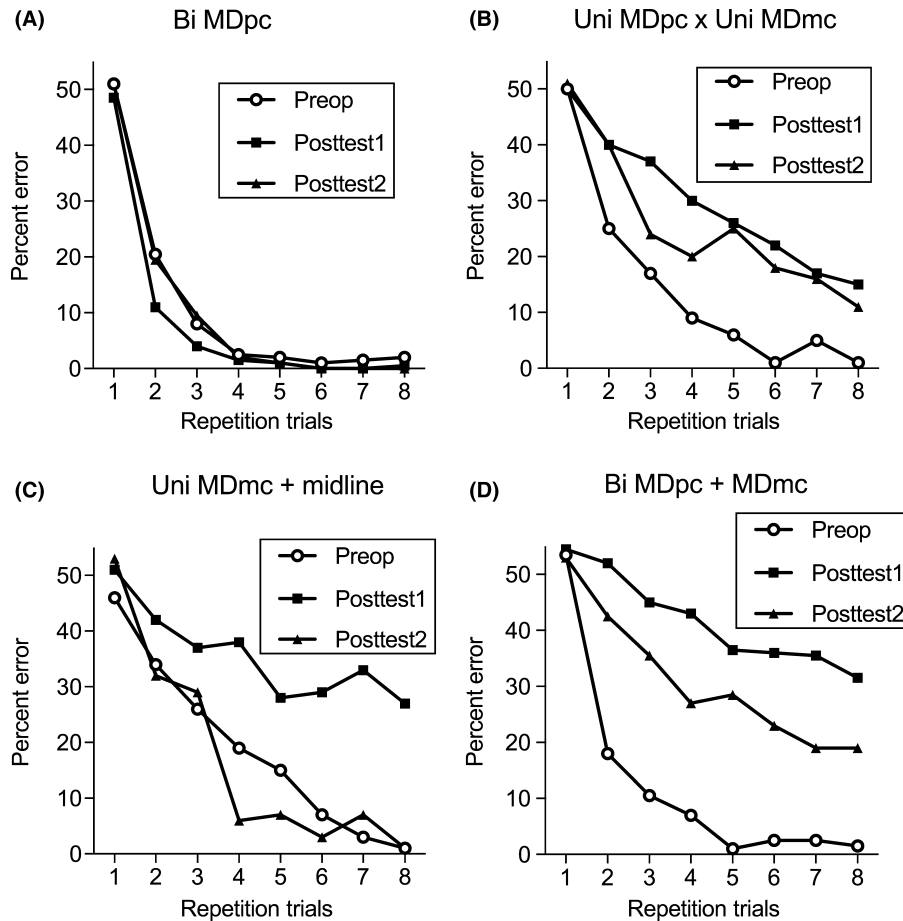 (A)
Bi MDpc
Percent error
50
40
30
20
10
0
Preop
Posttest1
Posttest2
1 2 3 4 5 6 7 8
Repetition trials
(B)
Uni MDpc x Uni MDmc
Percent error
50
40
30
20
10
0
Preop
Posttest1
Posttest2
1 2 3 4 5 6 7 8
Repetition trials
(C)
Uni MDmc + midline
Percent error
50
40
30
20
10
0
Preop
Posttest1
Posttest2
1 2 3 4 5 6 7 8
Repetition trials
(D)
Bi MDpc + MDmc
Percent error
50
40
30
20
10
0
Preop
Posttest1
Posttest2
1 2 3 4 5 6 7 8
Repetition trials